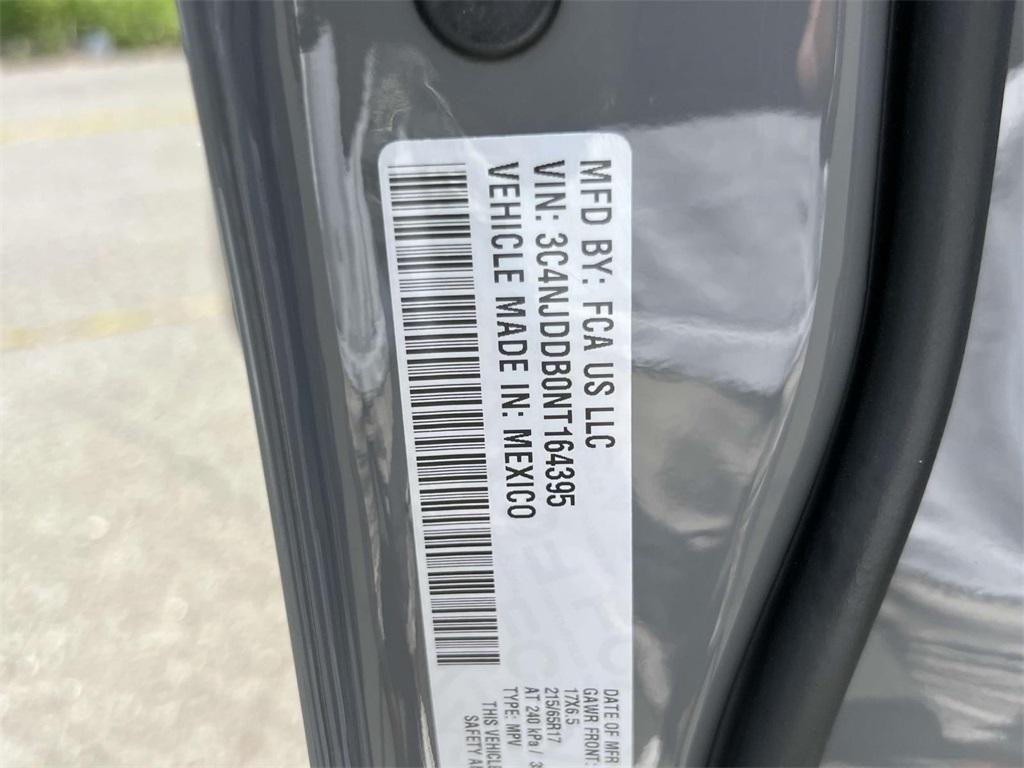 MFD BY: FCA US LLC
VIN: 3C4NJDDB0NT164395
VEHICLE MADE IN: MEXICO
DATE OF MFR
GAWR FRONT:
17X6.5
215/65R17
AT 240 kPa /
TYPE: MPV
THIS VEHICLE
SAFETY